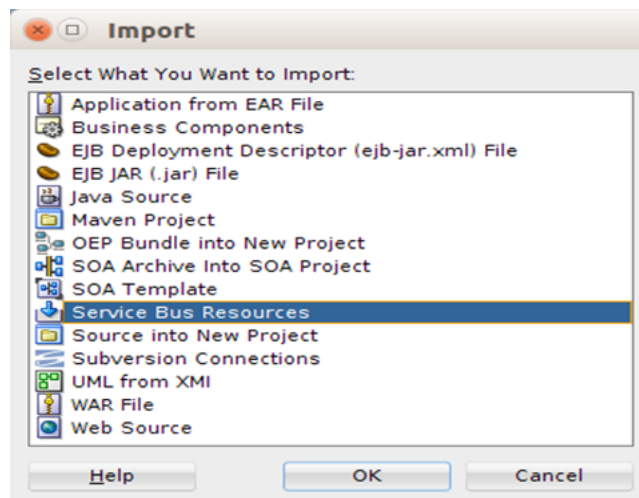 Import
Select What You Want to Import:
Application from EAR File
Business Components
EJB Deployment Descriptor (ejb-jar.xml) File
EJB JAR (.jar) File
Java Source
Maven Project
OEP Bundle into New Project
SOA Archive Into SOA Project
SOA Template
Service Bus Resources
Source into New Project
Subversion Connections
UML from XMI
WAR File
Web Source
Help OK Cancel